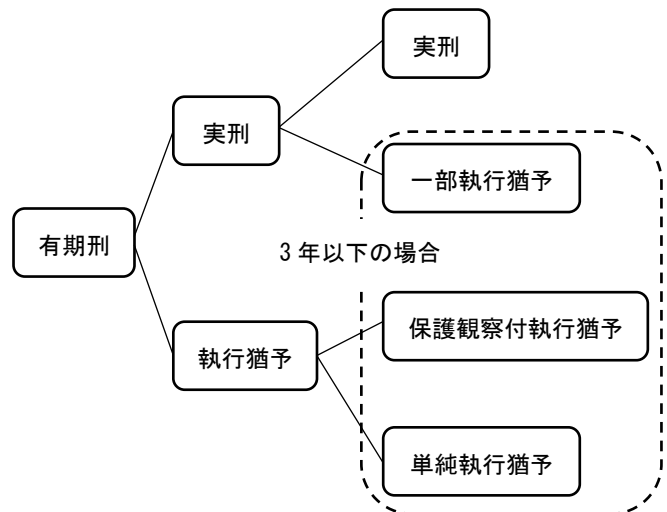 実刑
実刑
一部執行猶予
有期刑
3年以下の場合
保護観察付執行猶予
執行猶予
単純執行猶予